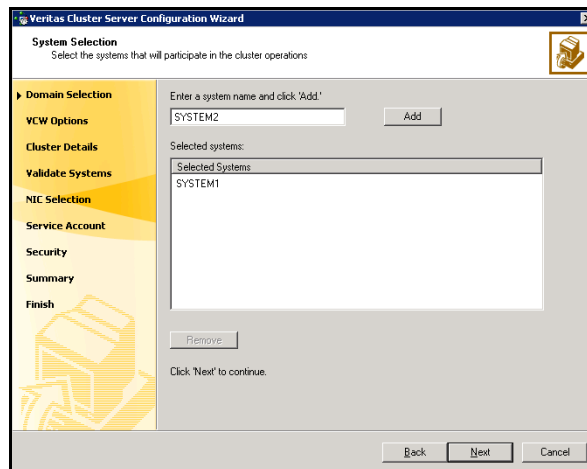 Veritas Cluster Server Configuration Wizard
System Selection
Select the systems that will participate in the cluster operations
Domain Selection
VCW Options
Cluster Details
Validate Systems
NIC Selection
Service Account
Security
Summary
Finish
Enter a system name and click 'Add.'
SYSTEM2
Add
Selected systems:
Selected Systems
SYSTEM1
Remove
Click 'Next' to continue.
Back
Next
Cancel